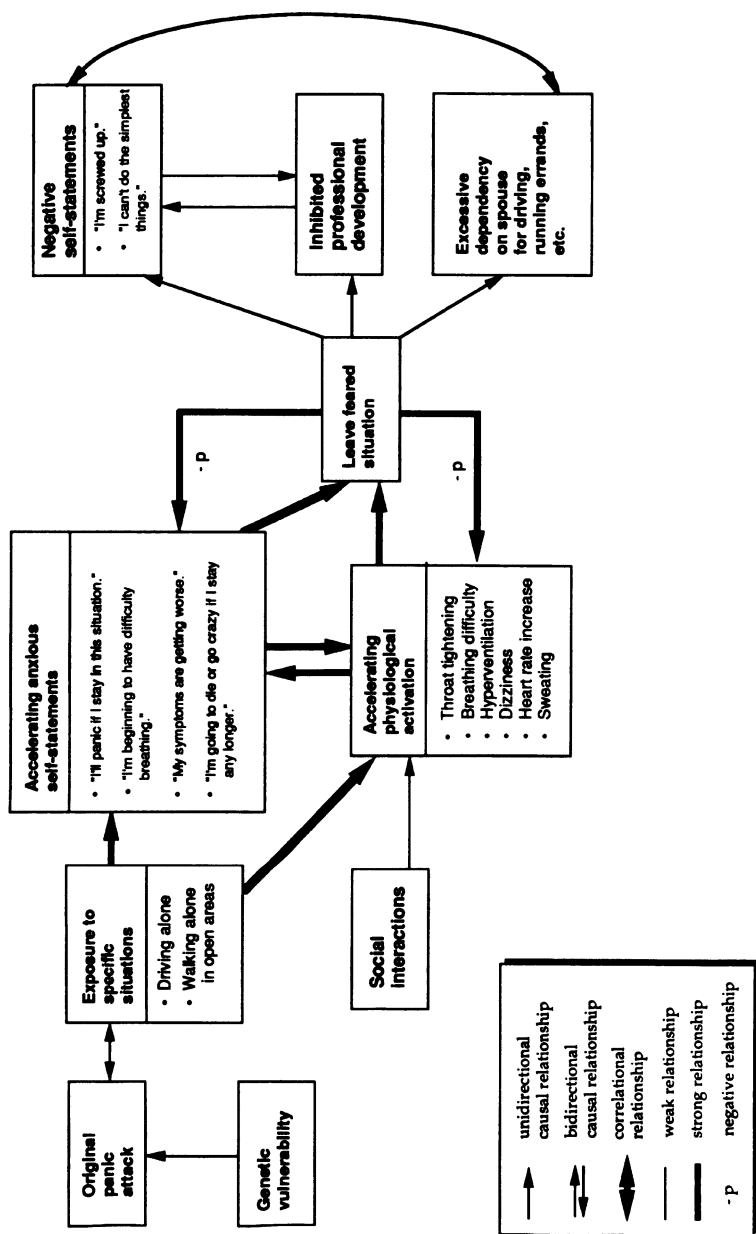 Original
panic
attack
Genetic
vulnerability
Exposure to
specific
situations
• Driving alone
• Walking alone
in open areas
Social
interactions
Accelerating anxious
self-statements
• "I'll panic if I stay in this situation."
• "I'm beginning to have difficulty
breathing."
• "My symptoms are getting worse."
• "I'm going to die or go crazy if I stay
any longer."
Accelerating
physiological
activation
• Throat tightening
• Breathing difficulty
• Hyperventilation
• Dizziness
• Heart rate increase
• Sweating
- p
Leave feared
situation
- p
Negative
self-statements
• "I'm screwed up."
• "I can't do the simplest
things."
Inhibited
professional
development
Excessive
dependency
on spouse
for driving,
running errands,
etc.
unidirectional
causal relationship
bidirectional
causal relationship
correlational
relationship
weak relationship
strong relationship
- p negative relationship